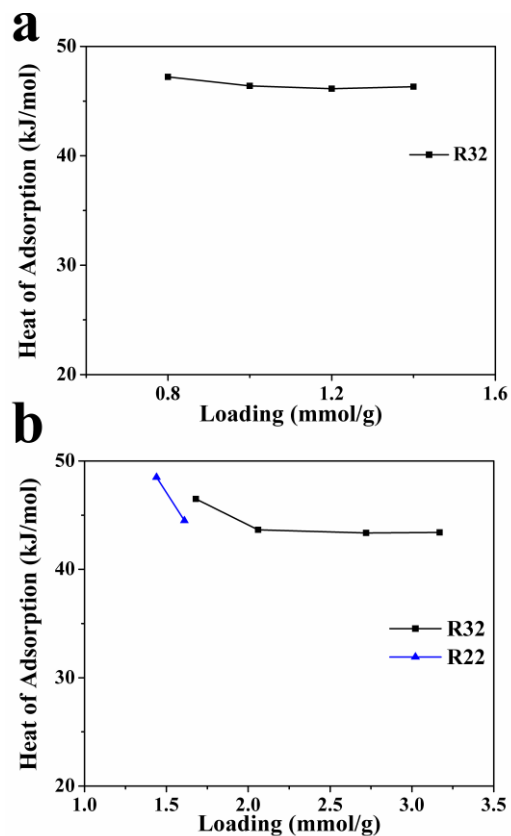 a
50
40
30
20
Heat of Adsorption (kJ/mol)
R32
0.8
1.2
1.6
Loading (mmol/g)
b
50
40
30
20
Heat of Adsorption (kJ/mol)
R32
R22
1.0
1.5
2.0
2.5
3.0
3.5
Loading (mmol/g)